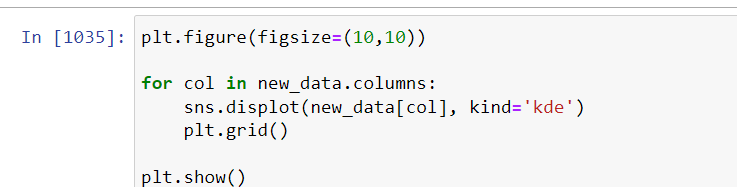 In [1035]: plt.figure(figsize=(10,10))
for col in new_data.columns:
    sns.displot(new_data[col], kind='kde')
    plt.grid()
plt.show()